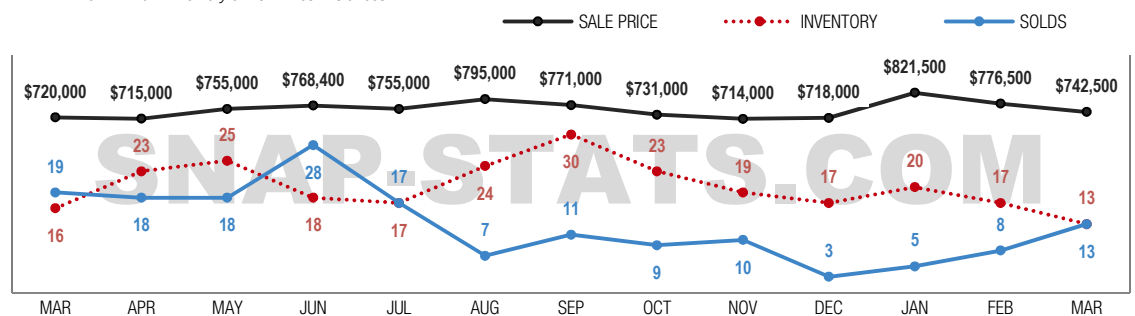 SALE PRICE INVENTORY SOLDS
$720,000 $715,000 $755,000 $768,400 $755,000 $795,000 $771,000 $731,000 $714,000 $718,000 $821,500 $776,500 $742,500
SNAP-STATS.COM
16 23 25 18 17 24 30 23 19 17 20 17 13
19 18 18 28 17 7 11 9 10 3 5 8 13
MAR APR MAY JUN JUL AUG SEP OCT NOV DEC JAN FEB MAR